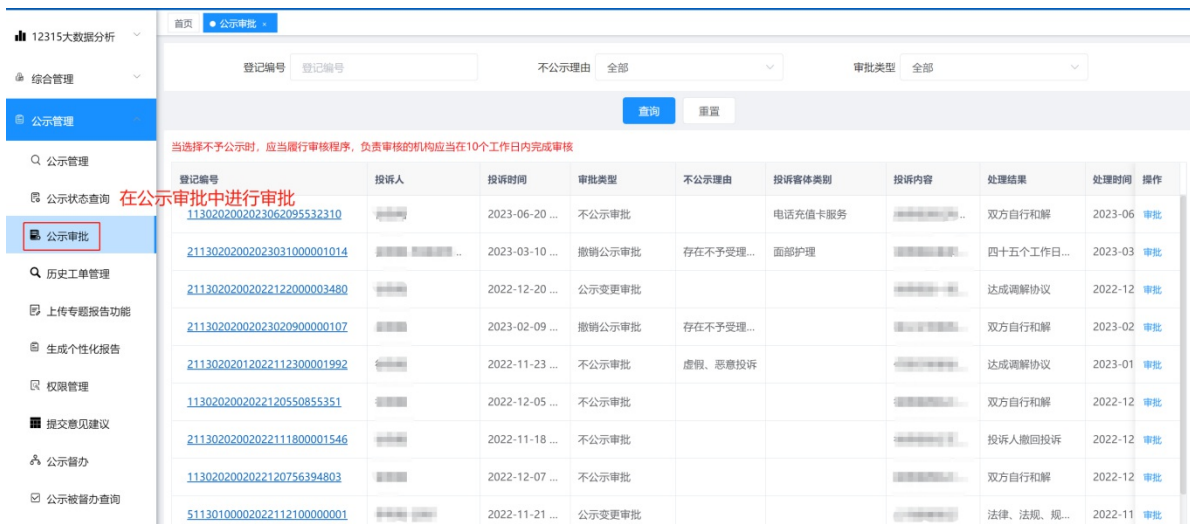 首页
公示审批 ×
12315大数据分析
综合管理
公示管理
公示管理
公示状态查询
公示审批
历史工单管理
上传专题报告功能
生成个性化报告
权限管理
提交意见建议
公示督办
公示被督办查询
登记编号 登记编号 不公示理由 全部 审批类型 全部
查询 重置
当选择不予公示时，应当履行审核程序，负责审核的机构应当在10个工作日内完成审核
在公示审批中进行审批
登记编号 投诉人 投诉时间 审批类型 不公示理由 投诉客体类别 投诉内容 处理结果 处理时间 操作
1130202002023062095532310 2023-06-20 ... 不公示审批 电话充值卡服务 双方自行和解 2023-06 审批
21130202002023031000001014 2023-03-10 ... 撤销公示审批 存在不予受理... 面部护理 四十五个工作日... 2023-03 审批
21130202002022122000003480 2022-12-20 ... 公示变更审批 达成调解协议 2022-12 审批
21130202002023020900000107 2023-02-09 ... 撤销公示审批 存在不予受理... 双方自行和解 2023-02 审批
21130202012022112300001992 2022-11-23 ... 不公示审批 虚假、恶意投诉 达成调解协议 2023-01 审批
1130202002022120550855351 2022-12-05 ... 不公示审批 双方自行和解 2022-12 审批
21130202002022111800001546 2022-11-18 ... 不公示审批 投诉人撤回投诉 2022-12 审批
1130202002022120756394803 2022-12-07 ... 不公示审批 双方自行和解 2022-12 审批
51130100002022112100000001 2022-11-21 ... 公示变更审批 法律、法规、规... 2022-11 审批